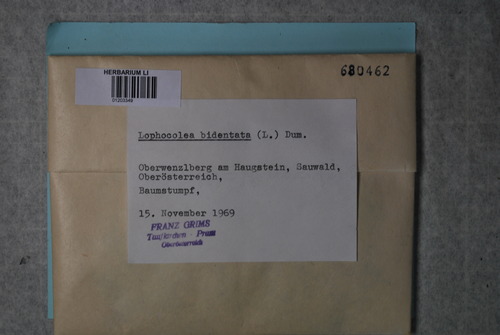 HERBARIUM LI
680462
Lophocolea bidentata (L.) Dum.
Oberwenzlberg am Haugstein, Sauwald,
Oberösterreich,
Baumstumpf,
15. November 1969
FRANZ GRIMS
Taufkirchen - Pram
Oberösterreich